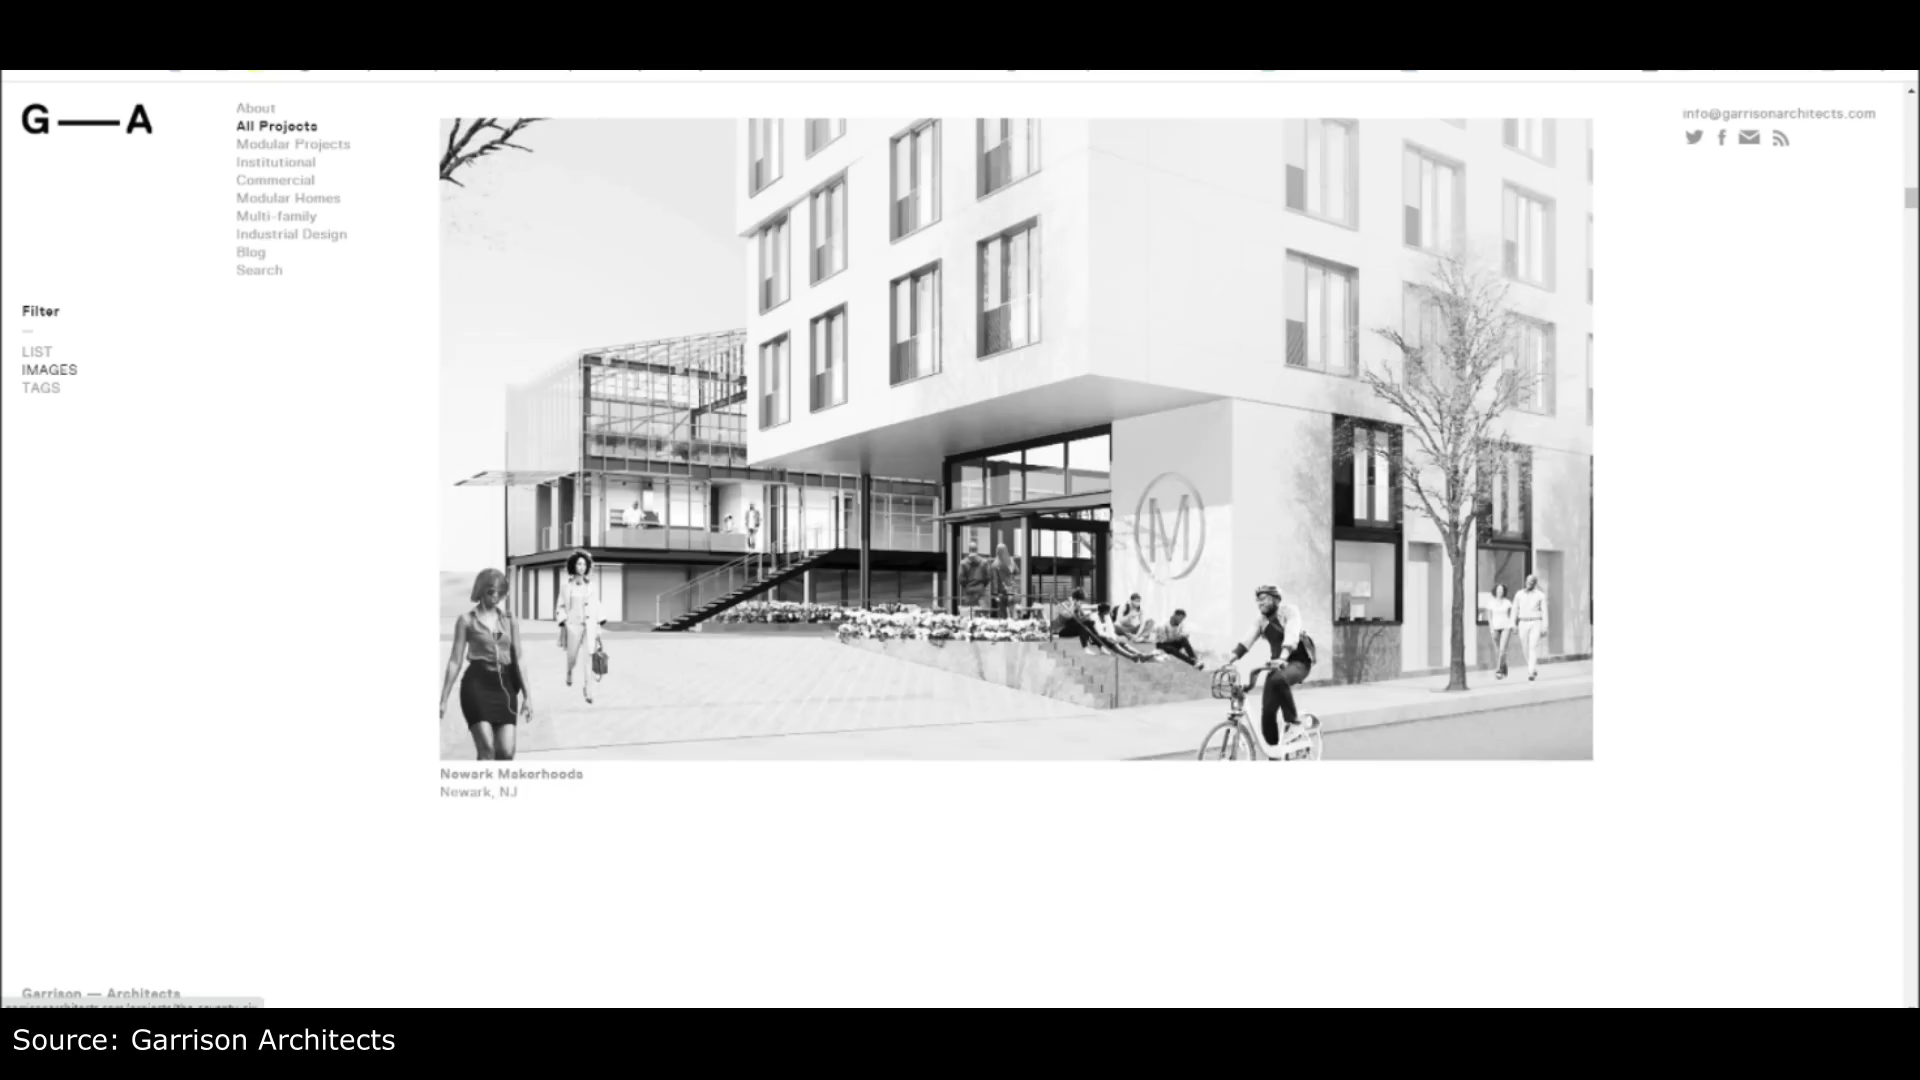 G — A
About
All Projects
Modular Projects
Institutional
Commercial
Modular Homes
Multi-family
Industrial Design
Blog
Search
info@garrisonarchitects.com
Filter
—
LIST
IMAGES
TAGS
M
Newark Makerhoods
Newark, NJ
Garrison — Architects
Source: Garrison Architects